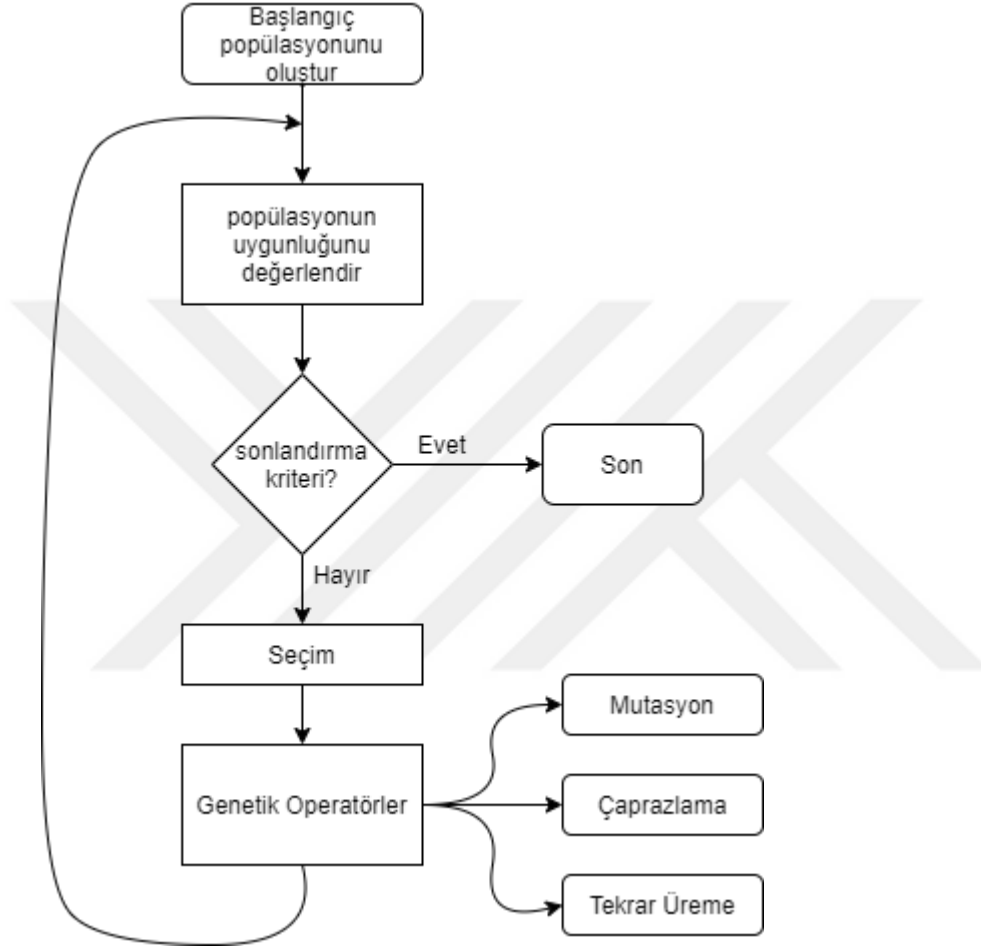 Başlangıç
popülasyonunu
oluştur
popülasyonun
uygunluğunu
değerlendir
sonlandırma
kriteri?
Evet
Son
Hayır
Seçim
Genetik Operatörler
Mutasyon
Çaprazlama
Tekrar Üreme